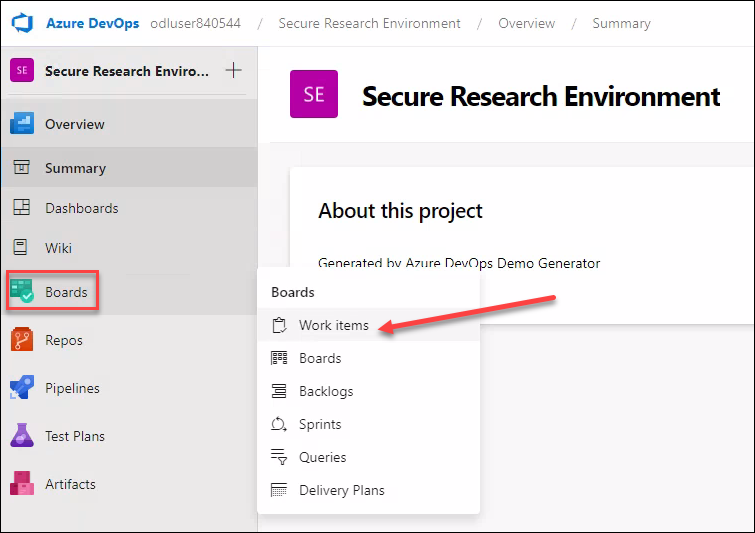 Azure DevOps odluser840544 / Secure Research Environment / Overview / Summary
SE Secure Research Enviro... +
SE Secure Research Environment
Overview
Summary
Dashboards
Wiki
Boards
Repos
Pipelines
Test Plans
Artifacts
About this project
Generated by Azure DevOps Demo Generator
Boards
Work items
Boards
Backlogs
Sprints
Queries
Delivery Plans